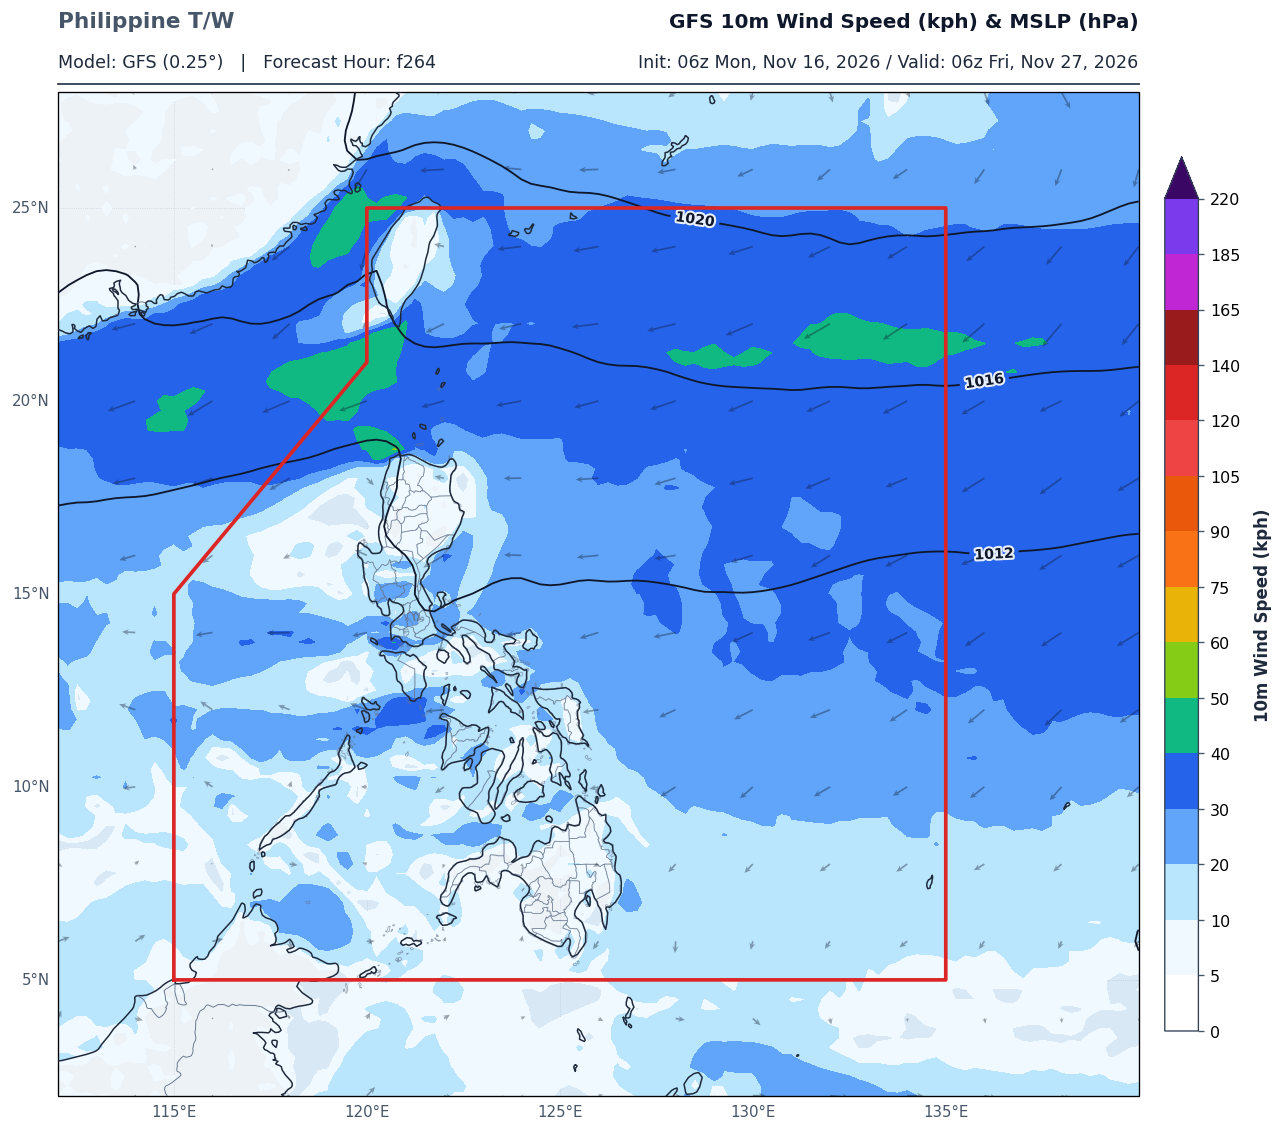 Philippine T/W
GFS 10m Wind Speed (kph) & MSLP (hPa)
Model: GFS (0.25°) | Forecast Hour: f264
Init: 06z Mon, Nov 16, 2026 / Valid: 06z Fri, Nov 27, 2026
25°N
20°N
15°N
10°N
5°N
115°E
120°E
125°E
130°E
135°E
1020
1016
1012
220
185
165
140
120
105
90
75
60
50
40
30
20
10
5
0
10m Wind Speed (kph)